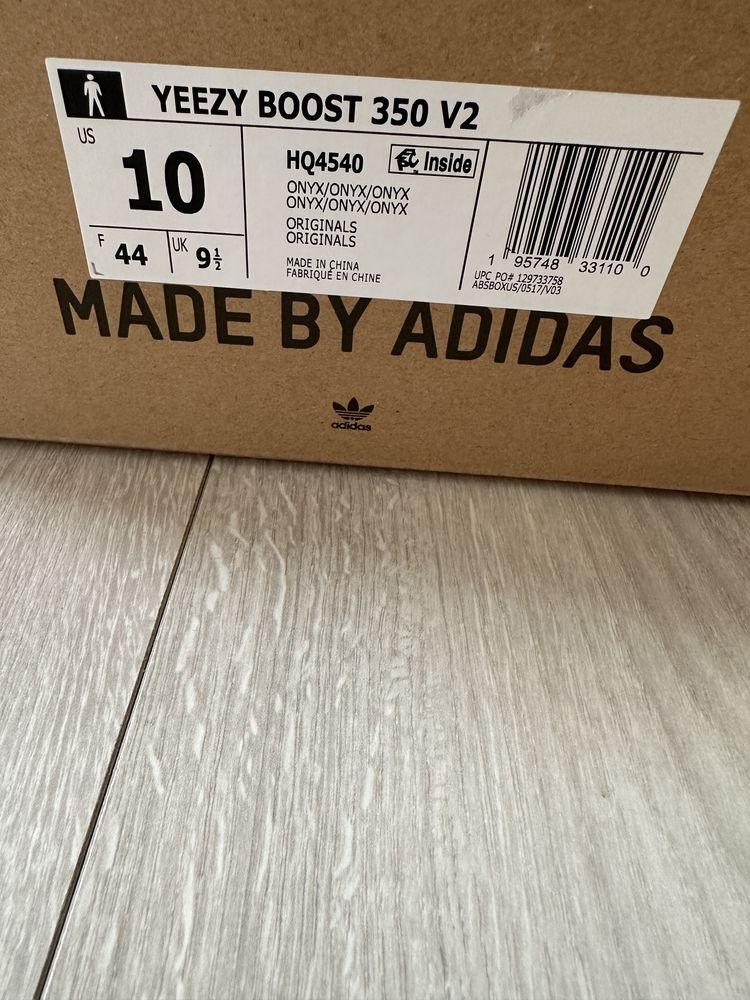 YEEZY BOOST 350 V2
US
10
F 44
UK 9½
HQ4540
Inside
ONYX/ONYX/ONYX
ONYX/ONYX/ONYX
ORIGINALS
ORIGINALS
MADE IN CHINA
FABRIQUÉ EN CHINE
1 95748 33110 0
UPC PO# 129733758
ABSBOXUS/0517/V03
MADE BY ADIDAS
adidas